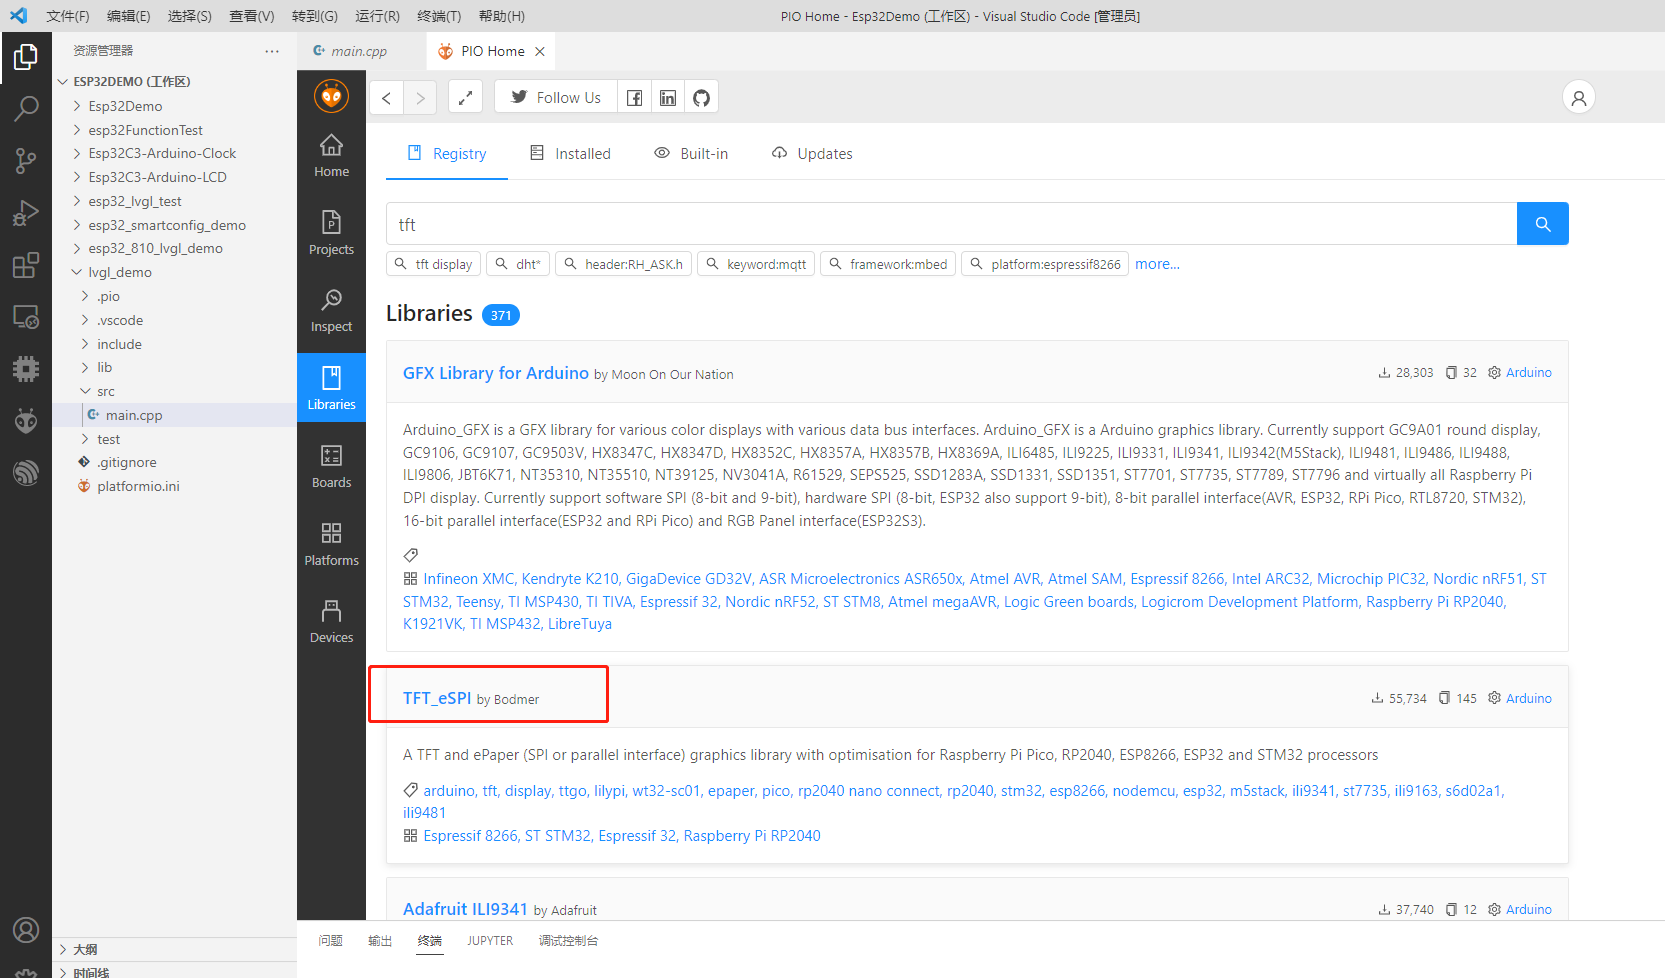 文件(F) 编辑(E) 选择(S) 查看(V) 转到(G) 运行(R) 终端(T) 帮助(H) PIO Home - Esp32Demo (工作区) - Visual Studio Code [管理员]
资源管理器 ···
ESP32DEMO (工作区)
Esp32Demo
esp32FunctionTest
Esp32C3-Arduino-Clock
Esp32C3-Arduino-LCD
esp32_lvgl_test
esp32_smartconfig_demo
esp32_810_lvgl_demo
lvgl_demo
.pio
.vscode
include
lib
src
main.cpp
test
.gitignore
platformio.ini
大纲
时间线
main.cpp PIO Home
Home
Projects
Inspect
Libraries
Boards
Platforms
Devices
Follow Us
Registry Installed Built-in Updates
tft
tft display dht* header:RH_ASK.h keyword:mqtt framework:mbed platform:espressif8266 more...
Libraries 371
GFX Library for Arduino by Moon On Our Nation 28,303 32 Arduino
Arduino_GFX is a GFX library for various color displays with various data bus interfaces. Arduino_GFX is a Arduino graphics library. Currently support GC9A01 round display,
GC9106, GC9107, GC9503V, HX8347C, HX8347D, HX8352C, HX8357A, HX8357B, HX8369A, ILI6485, ILI9225, ILI9331, ILI9341, ILI9342(M5Stack), ILI9481, ILI9486, ILI9488,
ILI9806, JBT6K71, NT35310, NT35510, NT39125, NV3041A, R61529, SEPS525, SSD1283A, SSD1331, SSD1351, ST7701, ST7735, ST7789, ST7796 and virtually all Raspberry Pi
DPI display. Currently support software SPI (8-bit and 9-bit), hardware SPI (8-bit, ESP32 also support 9-bit), 8-bit parallel interface(AVR, ESP32, RPi Pico, RTL8720, STM32),
16-bit parallel interface(ESP32 and RPi Pico) and RGB Panel interface(ESP32S3).
Infineon XMC, Kendryte K210, GigaDevice GD32V, ASR Microelectronics ASR650x, Atmel AVR, Atmel SAM, Espressif 8266, Intel ARC32, Microchip PIC32, Nordic nRF51, ST
STM32, Teensy, TI MSP430, TI TIVA, Espressif 32, Nordic nRF52, ST STM8, Atmel megaAVR, Logic Green boards, Logicrom Development Platform, Raspberry Pi RP2040,
K1921VK, TI MSP432, LibreTuya
TFT_eSPI by Bodmer 55,734 145 Arduino
A TFT and ePaper (SPI or parallel interface) graphics library with optimisation for Raspberry Pi Pico, RP2040, ESP8266, ESP32 and STM32 processors
arduino, tft, display, ttgo, lilypi, wt32-sc01, epaper, pico, rp2040 nano connect, rp2040, stm32, esp8266, nodemcu, esp32, m5stack, ili9341, st7735, ili9163, s6d02a1,
ili9481
Espressif 8266, ST STM32, Espressif 32, Raspberry Pi RP2040
Adafruit ILI9341 by Adafruit 37,740 12 Arduino
问题 输出 终端 JUPYTER 调试控制台